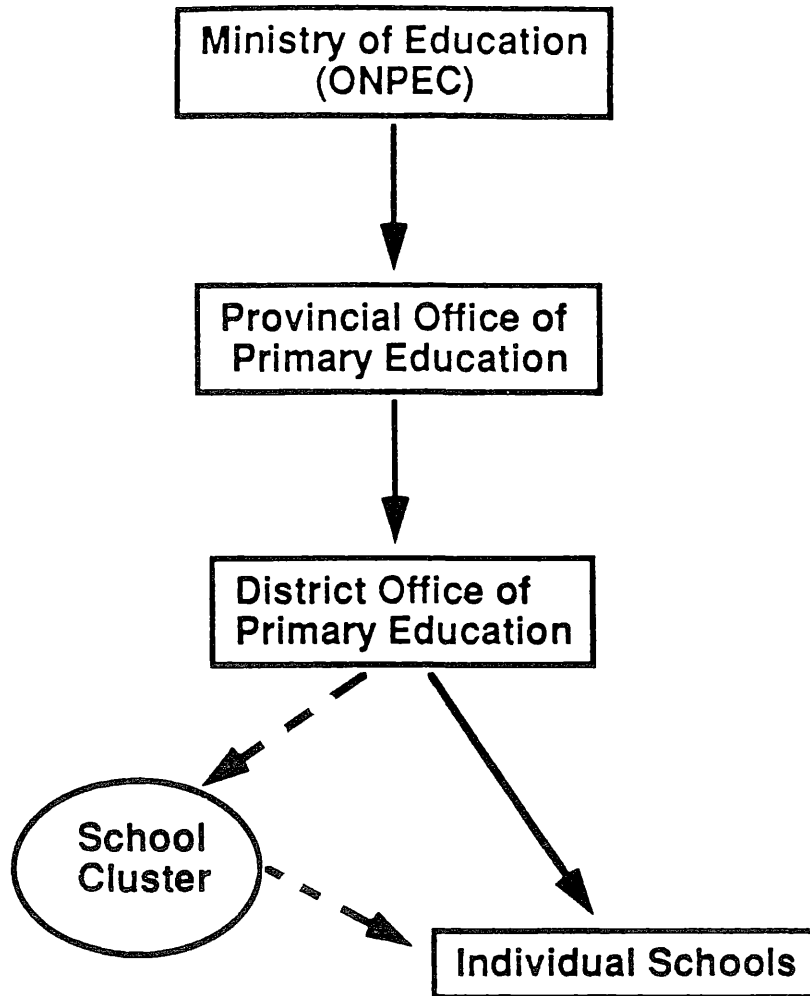 Ministry of Education
(ONPEC)
Provincial Office of
Primary Education
District Office of
Primary Education
School
Cluster
Individual Schools